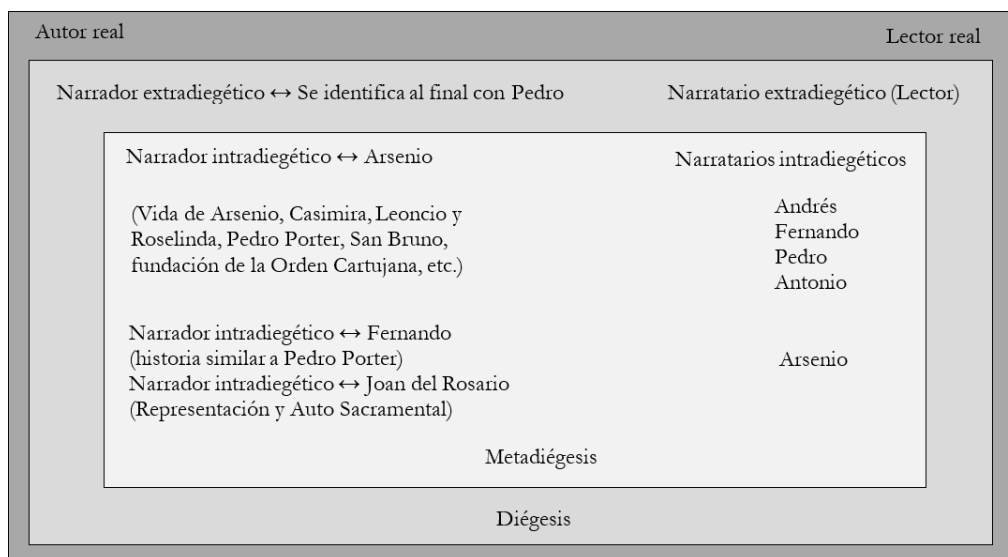 Autor real
Lector real
Narrador extradiegético ↔ Se identifica al final con Pedro
Narratario extradiegético (Lector)
Narrador intradiegético ↔ Arsenio
Narratarios intradiegéticos
(Vida de Arsenio, Casimira, Leoncio y
Roselinda, Pedro Porter, San Bruno,
fundación de la Orden Cartujana, etc.)
Andrés
Fernando
Pedro
Antonio
Narrador intradiegético ↔ Fernando
(historia similar a Pedro Porter)
Arsenio
Narrador intradiegético ↔ Joan del Rosario
(Representación y Auto Sacramental)
Metadiégesis
Diégesis